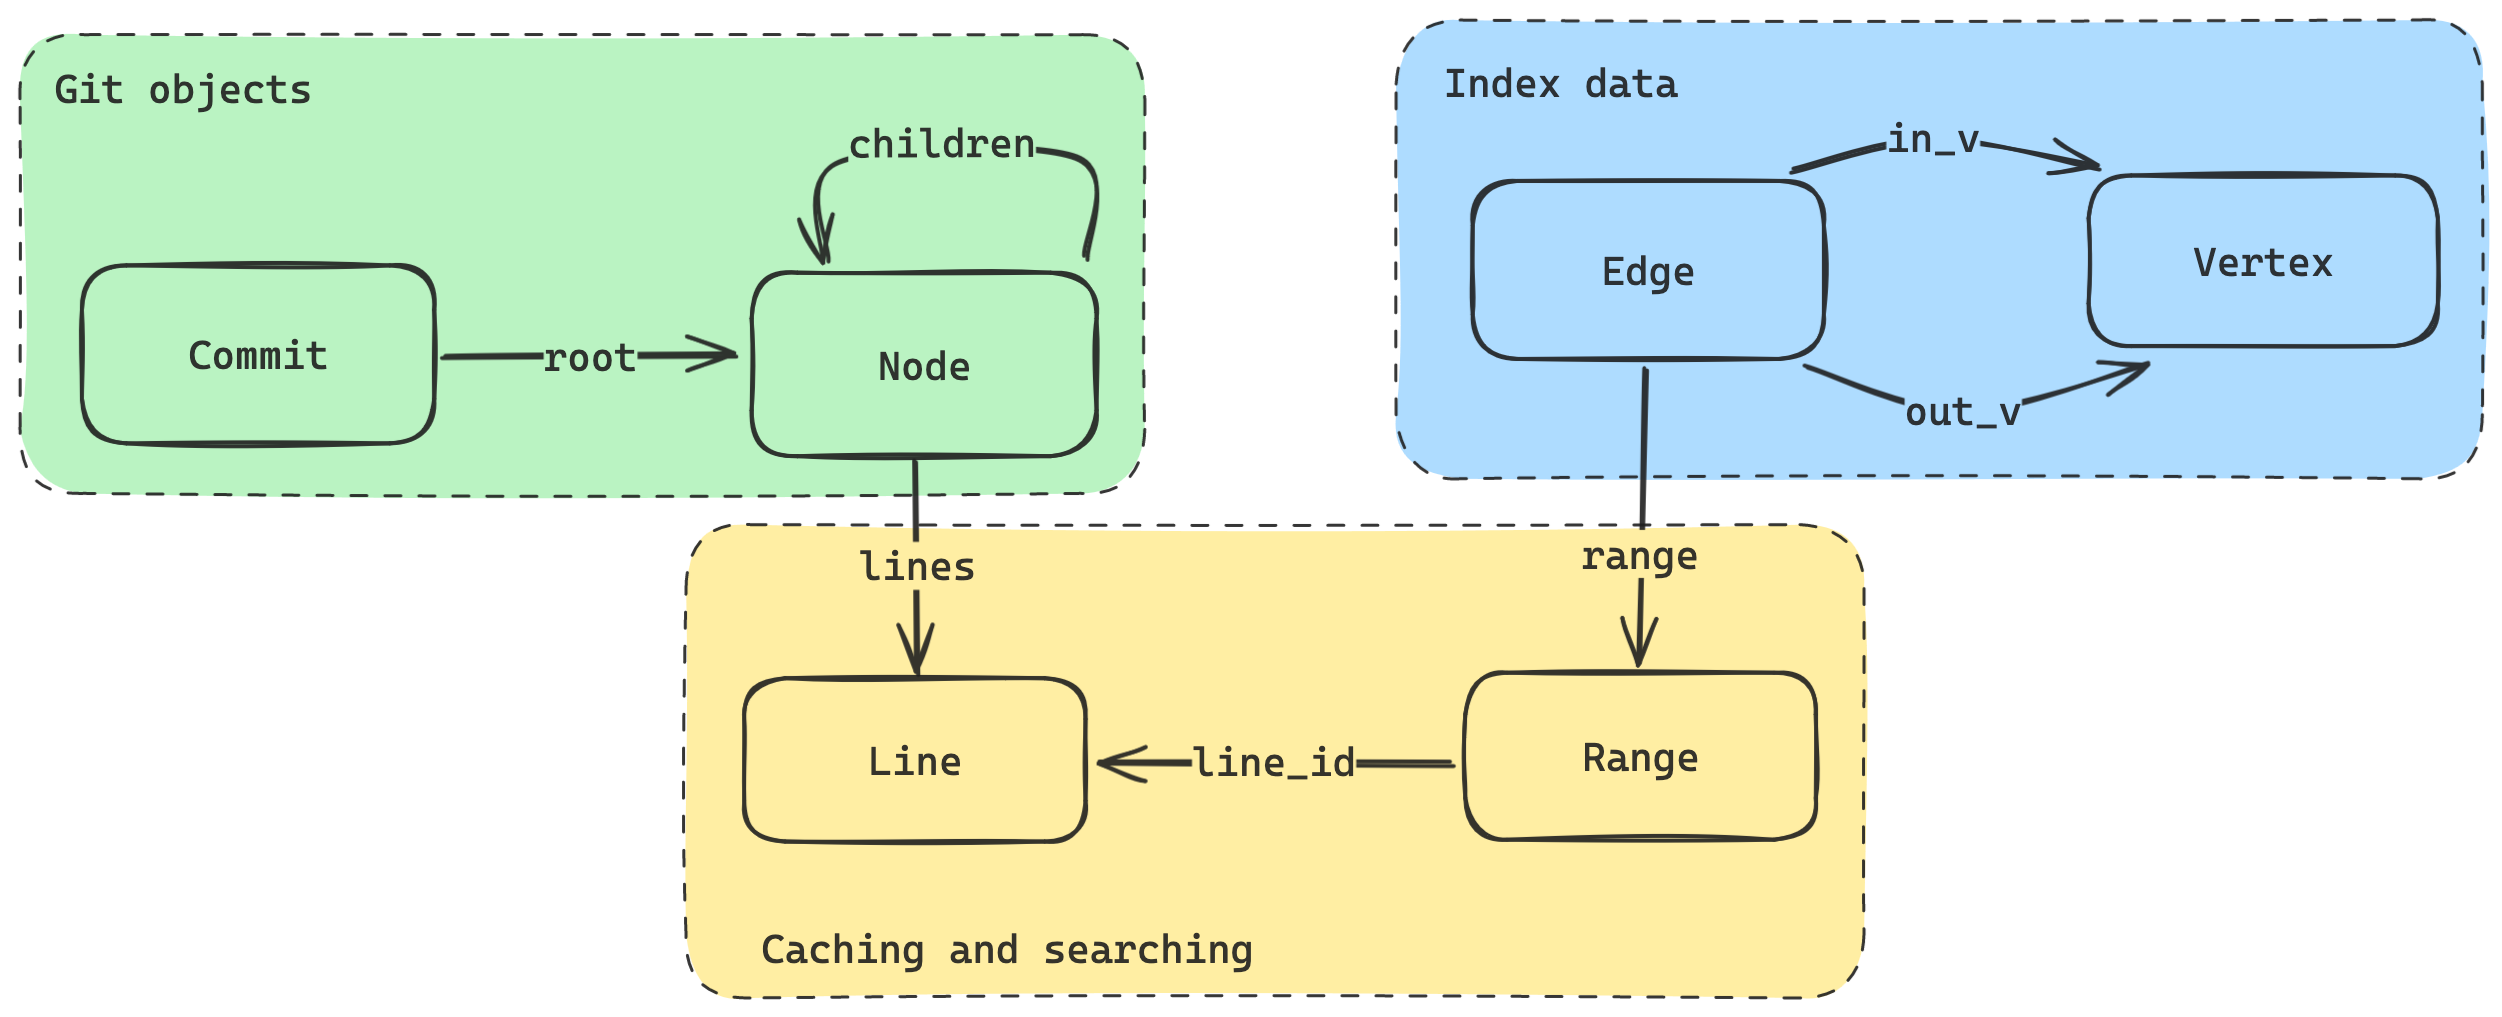 Git objects
children
Commit
root
Node
Index data
in_v
Edge
Vertex
out_v
lines
range
Line
line_id
Range
Caching and searching